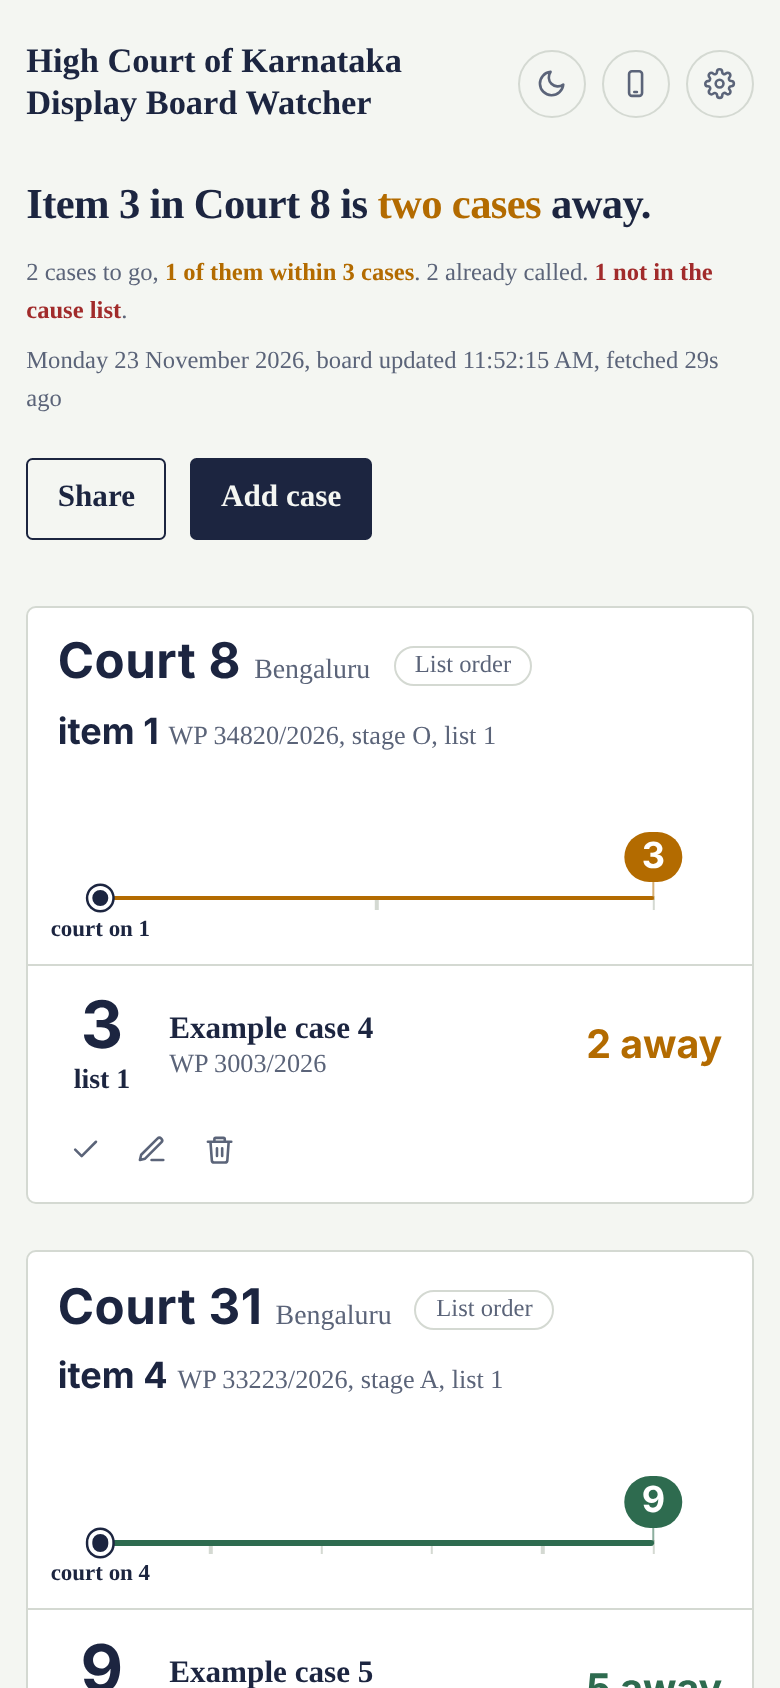 High Court of Karnataka
Display Board Watcher
Item 3 in Court 8 is two cases away.
2 cases to go, 1 of them within 3 cases. 2 already called. 1 not in the
cause list.
Monday 23 November 2026, board updated 11:52:15 AM, fetched 29s
ago
Share Add case
Court 8 Bengaluru List order
item 1 WP 34820/2026, stage O, list 1
3
court on 1
3 Example case 4 2 away
list 1 WP 3003/2026
Court 31 Bengaluru List order
item 4 WP 33223/2026, stage A, list 1
9
court on 4
9 Example case 5 5 away